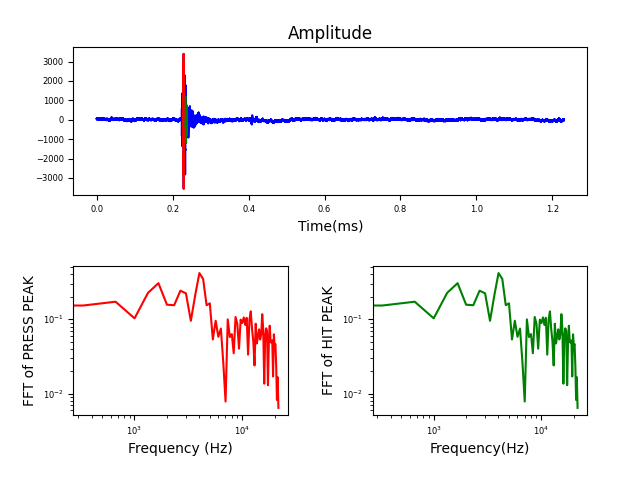 Amplitude
3000
2000
1000
0
−1000
−2000
−3000
0.0 0.2 0.4 0.6 0.8 1.0 1.2
Time(ms)
FFT of PRESS PEAK
10⁻¹
10⁻²
10³ 10⁴
Frequency (Hz)
FFT of HIT PEAK
10⁻¹
10⁻²
10³ 10⁴
Frequency(Hz)